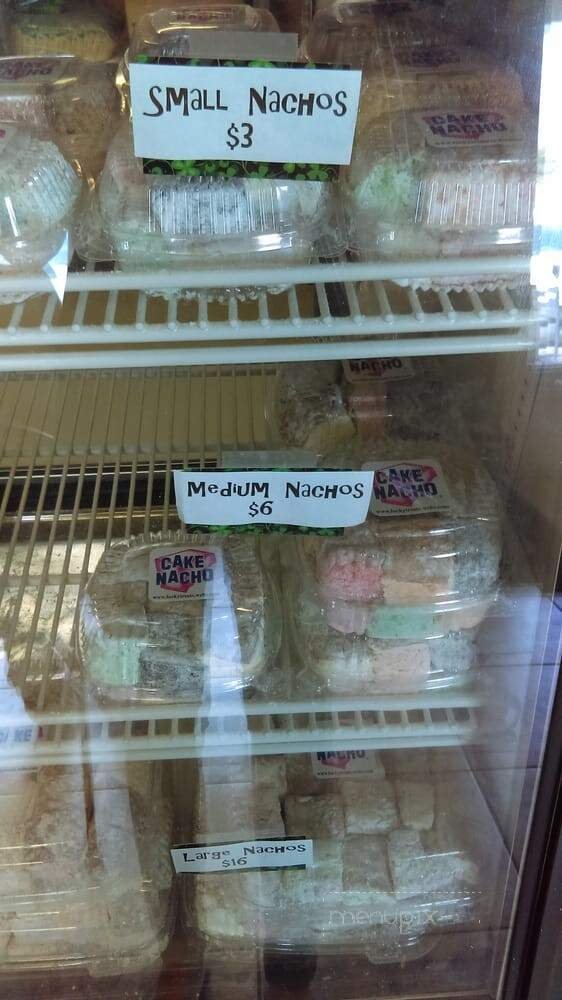 Small Nachos
$3
CAKE
NACHO
NACHO
Medium Nachos
$6
CAKE
NACHO
CAKE
NACHO
NACHO
Large Nachos
$16
menupix